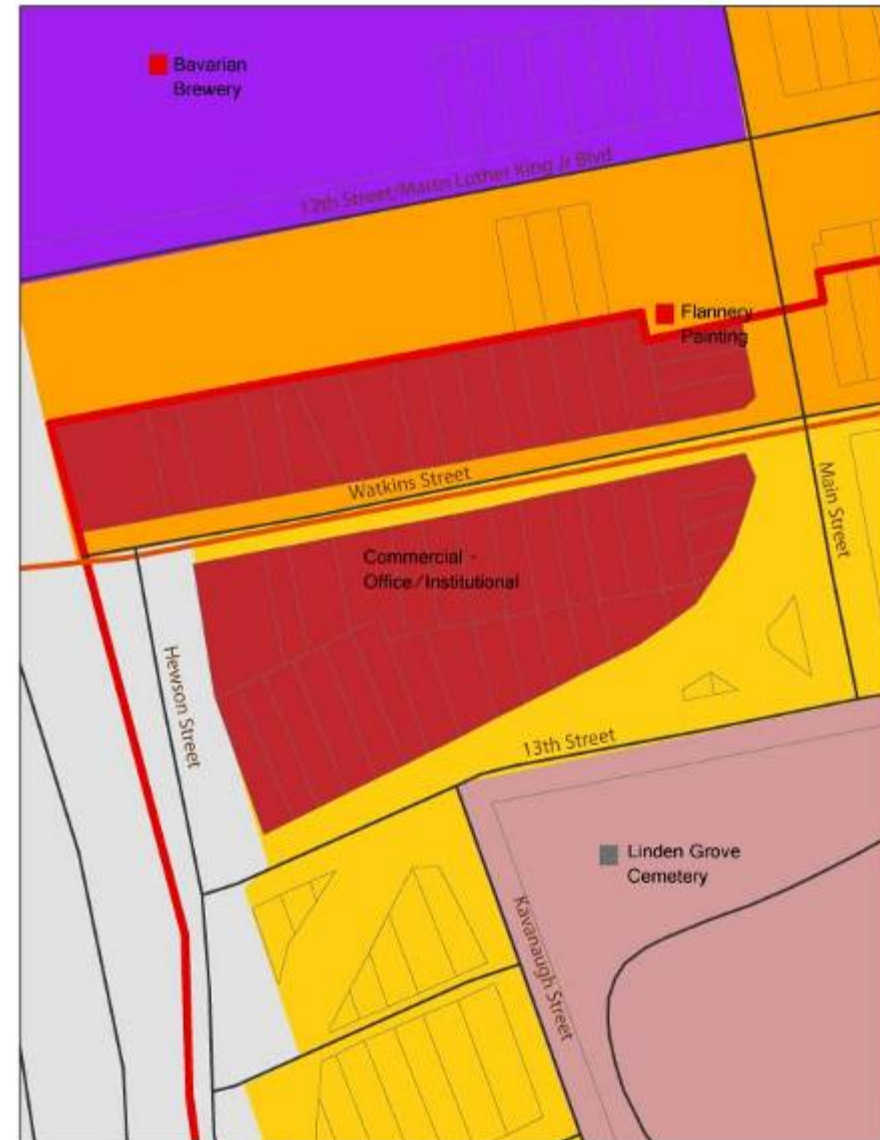 Bavarian
Brewery
12th Street/Martin Luther King Jr Blvd
Flannery
Painting
Watkins Street
Main Street
Commercial -
Office/Institutional
Hewson Street
13th Street
Linden Grove
Cemetery
Kavanaugh Street